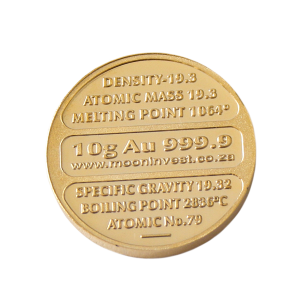 DENSITY-19.3
ATOMIC MASS 19.3
MELTING POINT 1064°
10g Au 999.9
www.mooninvest.co.za
SPECIFIC GRAVITY 19.32
BOILING POINT 2836°C
ATOMIC No.79